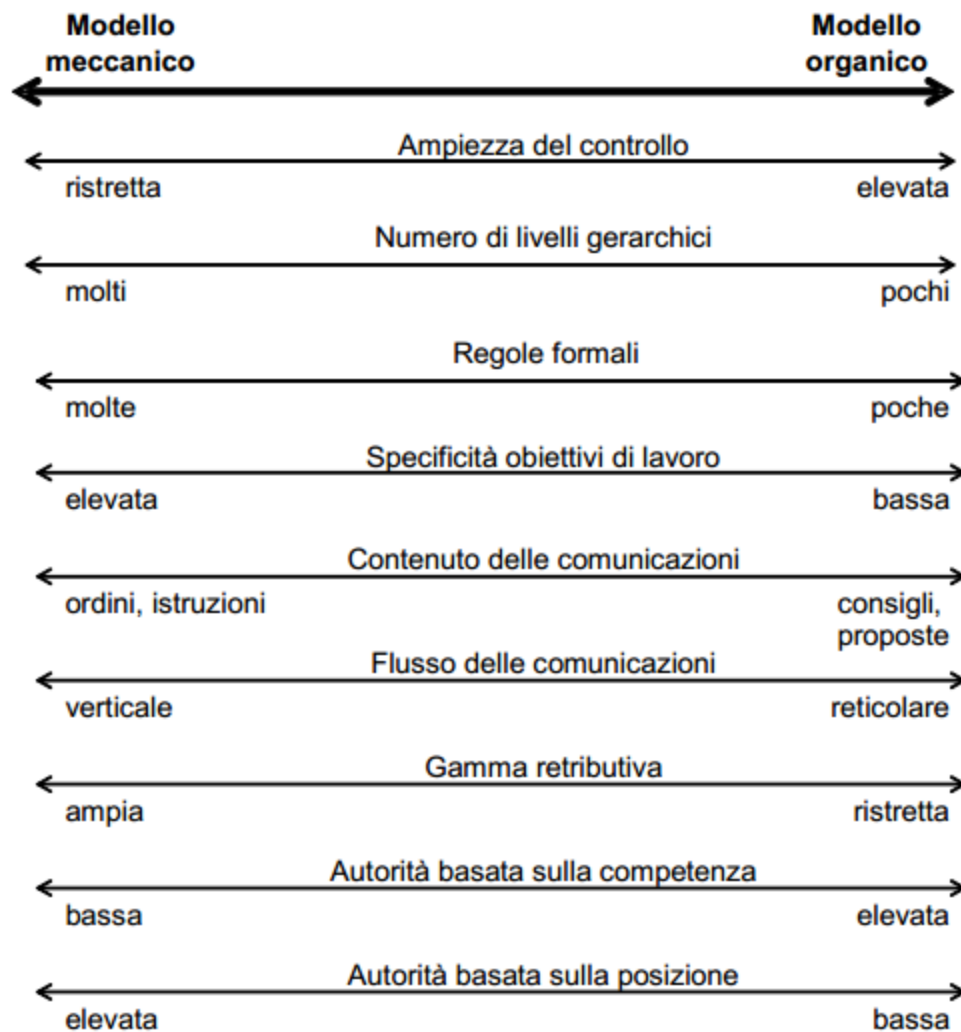 Modello Modello
meccanico organico
Ampiezza del controllo
ristretta elevata
Numero di livelli gerarchici
molti pochi
Regole formali
molte poche
Specificità obiettivi di lavoro
elevata bassa
Contenuto delle comunicazioni
ordini, istruzioni consigli,
proposte
Flusso delle comunicazioni
verticale reticolare
Gamma retributiva
ampia ristretta
Autorità basata sulla competenza
bassa elevata
Autorità basata sulla posizione
elevata bassa